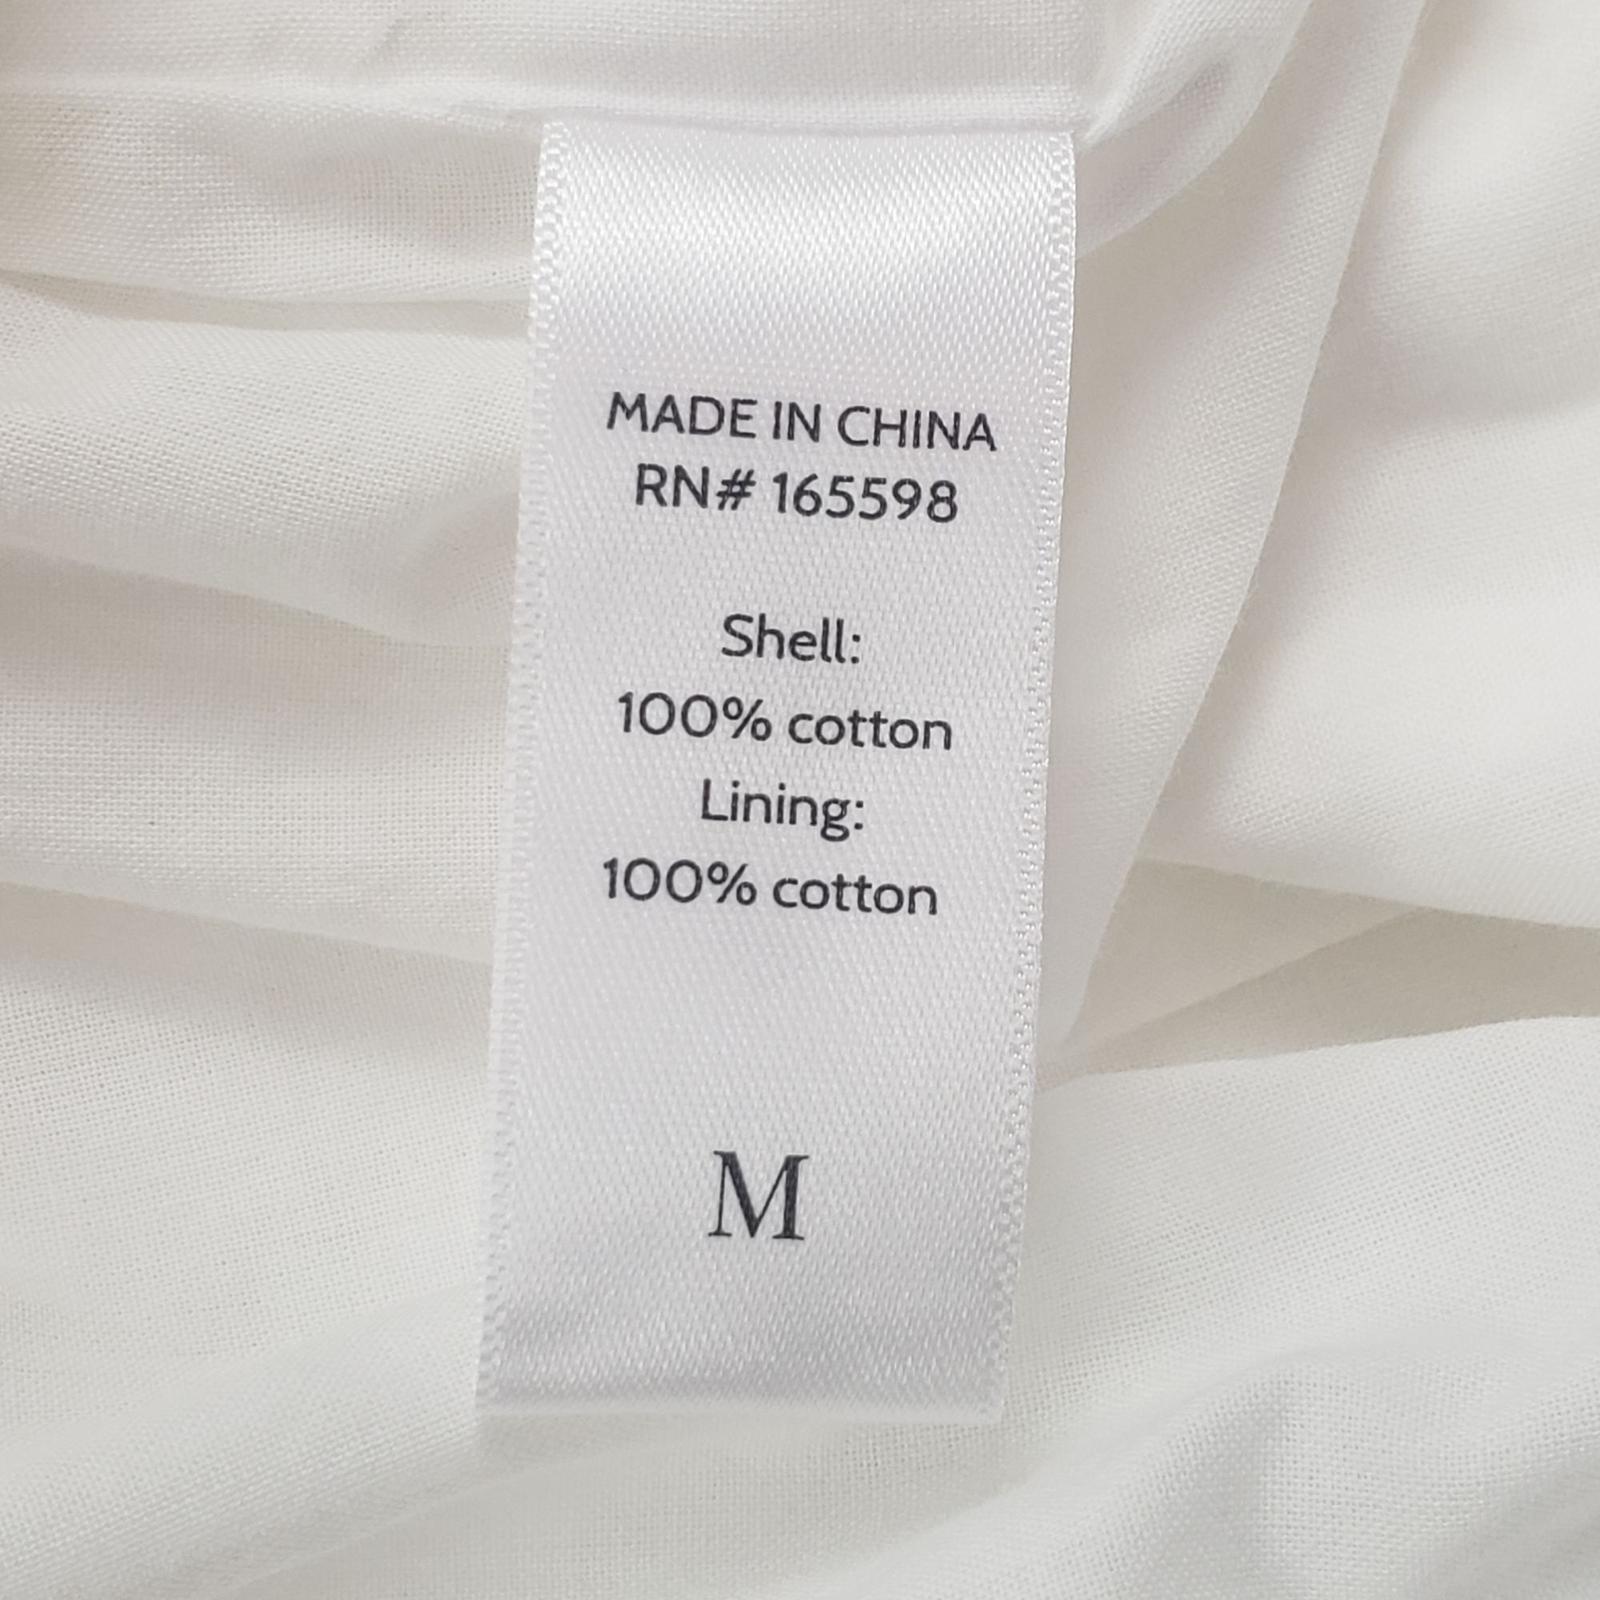 MADE IN CHINA
RN# 165598
Shell:
100% cotton
Lining:
100% cotton
M